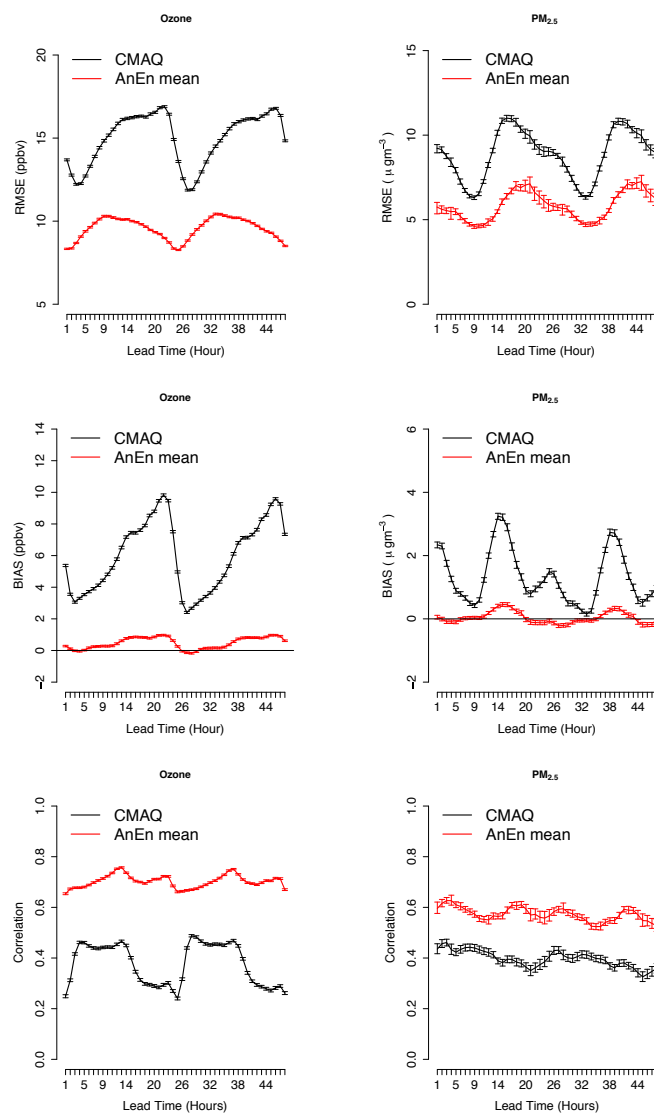 Ozone
RMSE (ppbv)
20
15
10
5
CMAQ
AnEn mean
1 5 9 14 20 26 32 38 44
Lead Time (Hour)
PM2.5
RMSE ( μ gm−3)
15
10
5
0
CMAQ
AnEn mean
1 5 9 14 20 26 32 38 44
Lead Time (Hour)
Ozone
BIAS (ppbv)
14
12
10
8
6
4
2
0
−2
CMAQ
AnEn mean
1 5 9 14 20 26 32 38 44
Lead Time (Hour)
PM2.5
BIAS ( μ gm−3)
6
4
2
0
−2
CMAQ
AnEn mean
1 5 9 14 20 26 32 38 44
Lead Time (Hour)
Ozone
Correlation
1.0
0.8
0.6
0.4
0.2
0.0
CMAQ
AnEn mean
1 5 9 14 20 26 32 38 44
Lead Time (Hours)
PM2.5
Correlation
1.0
0.8
0.6
0.4
0.2
0.0
CMAQ
AnEn mean
1 5 9 14 20 26 32 38 44
Lead Time (Hours)